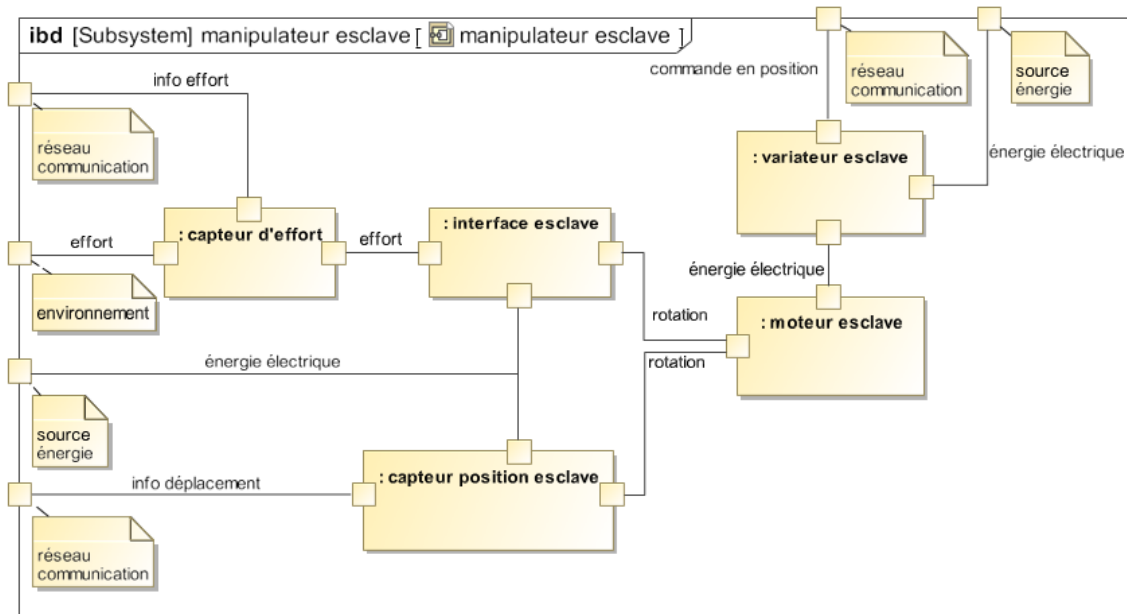 ibd [Subsystem] manipulateur esclave [ manipulateur esclave ]
info effort
réseau
communication
commande en position
réseau
communication
source
énergie
: variateur esclave
énergie électrique
effort
: capteur d'effort
effort
: interface esclave
environnement
énergie électrique
rotation
: moteur esclave
énergie électrique
rotation
source
énergie
info déplacement
: capteur position esclave
réseau
communication